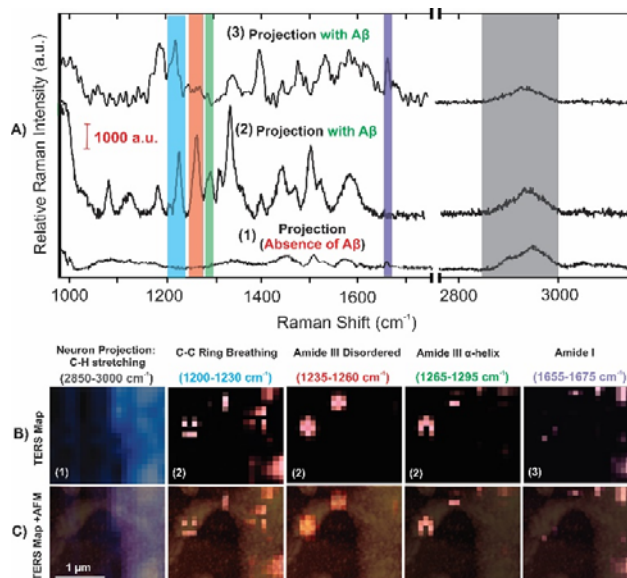 A)
Relative Raman Intensity (a.u.)
1000 a.u.
(3) Projection with Aβ
(2) Projection with Aβ
(1)
Projection
(Absence of Aβ)
1000 1200 1400 1600 2800 3000
Raman Shift (cm⁻¹)
Neuron Projection:
C-H stretching
(2850-3000 cm⁻¹)
C-C Ring Breathing
(1200-1230 cm⁻¹)
Amide III Disordered
(1235-1260 cm⁻¹)
Amide III α-helix
(1265-1295 cm⁻¹)
Amide I
(1655-1675 cm⁻¹)
B)
TERS Map
(1) (2) (2) (2) (3)
C)
TERS Map +AFM
1 μm